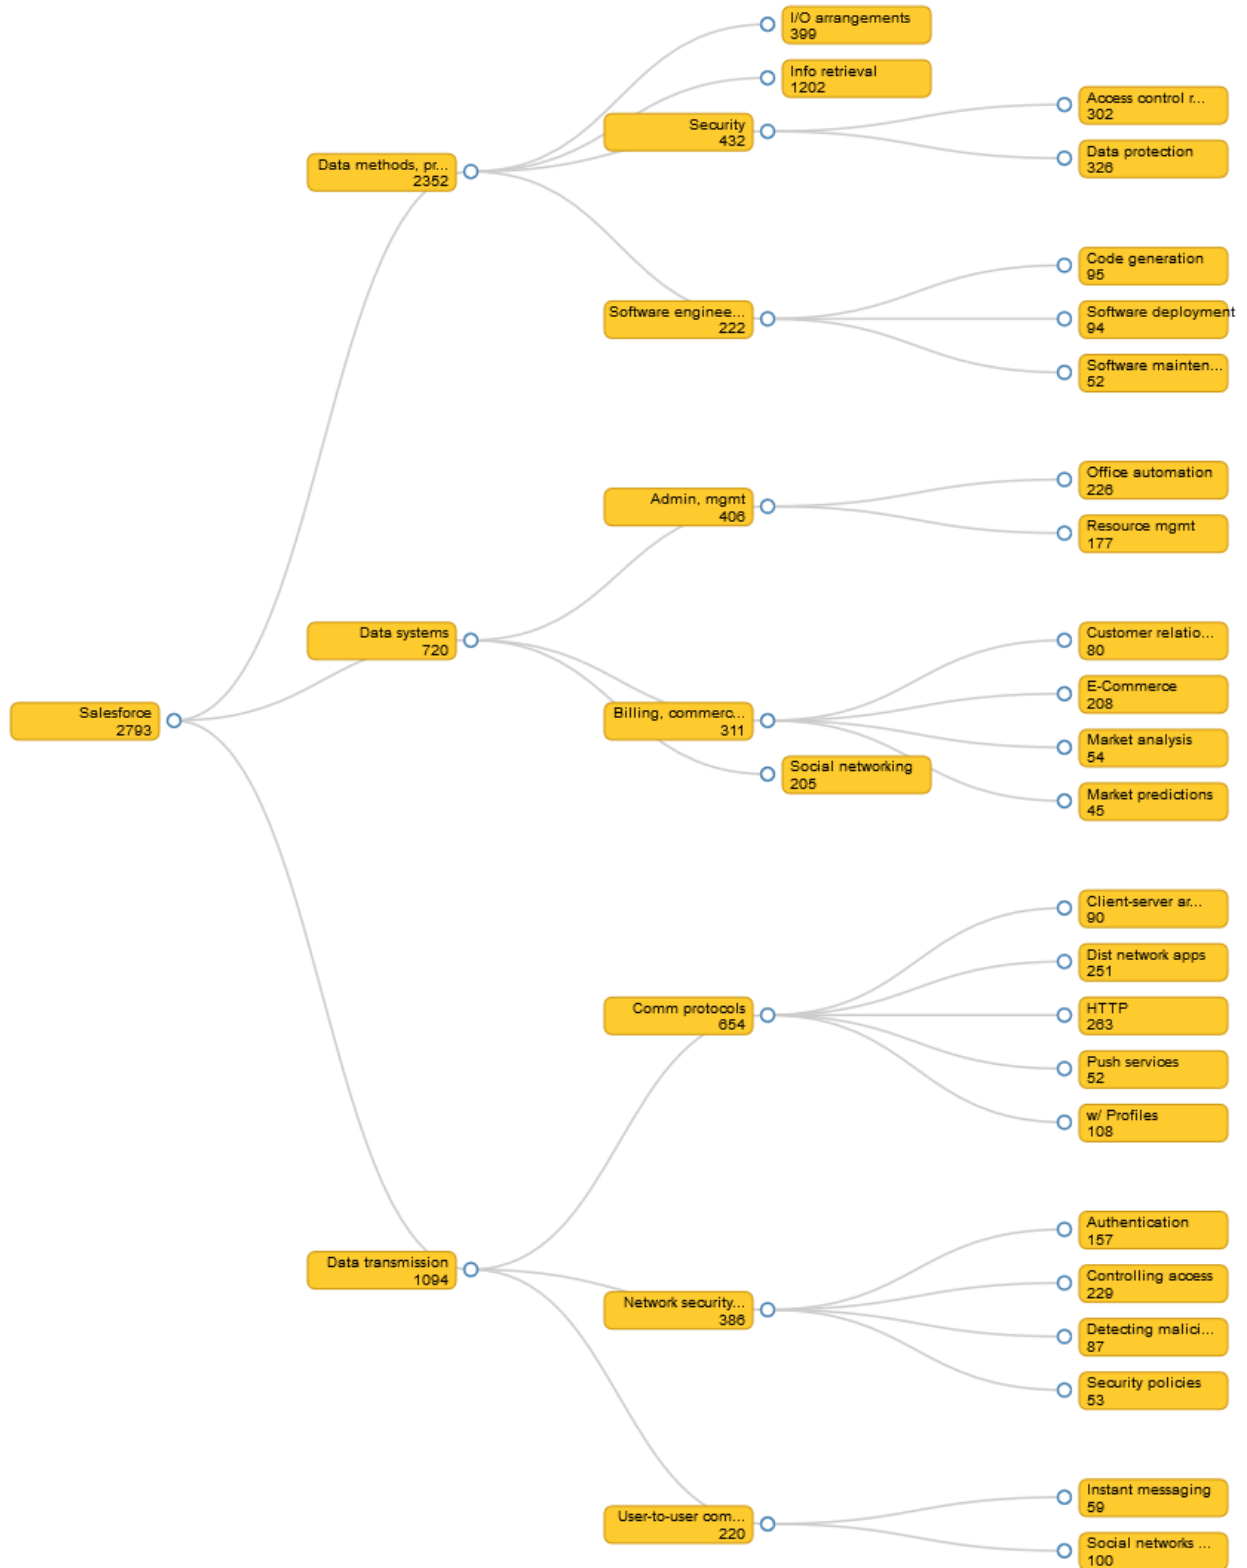 I/O arrangements
399
Info retrieval
1202
Security
432
Access control r...
302
Data protection
326
Data methods, pr...
2352
Code generation
95
Software enginee...
222
Software deployment
94
Software mainten...
52
Admin, mgmt
406
Office automation
226
Resource mgmt
177
Data systems
720
Customer relatio...
80
E-Commerce
208
Salesforce
2793
Billing, commerc...
311
Market analysis
54
Social networking
205
Market predictions
45
Client-server ar...
90
Dist network apps
251
Comm protocols
654
HTTP
263
Push services
52
w/ Profiles
108
Authentication
157
Data transmission
1094
Controlling access
229
Network security...
386
Detecting malici...
87
Security policies
53
Instant messaging
59
User-to-user com...
220
Social networks ...
100